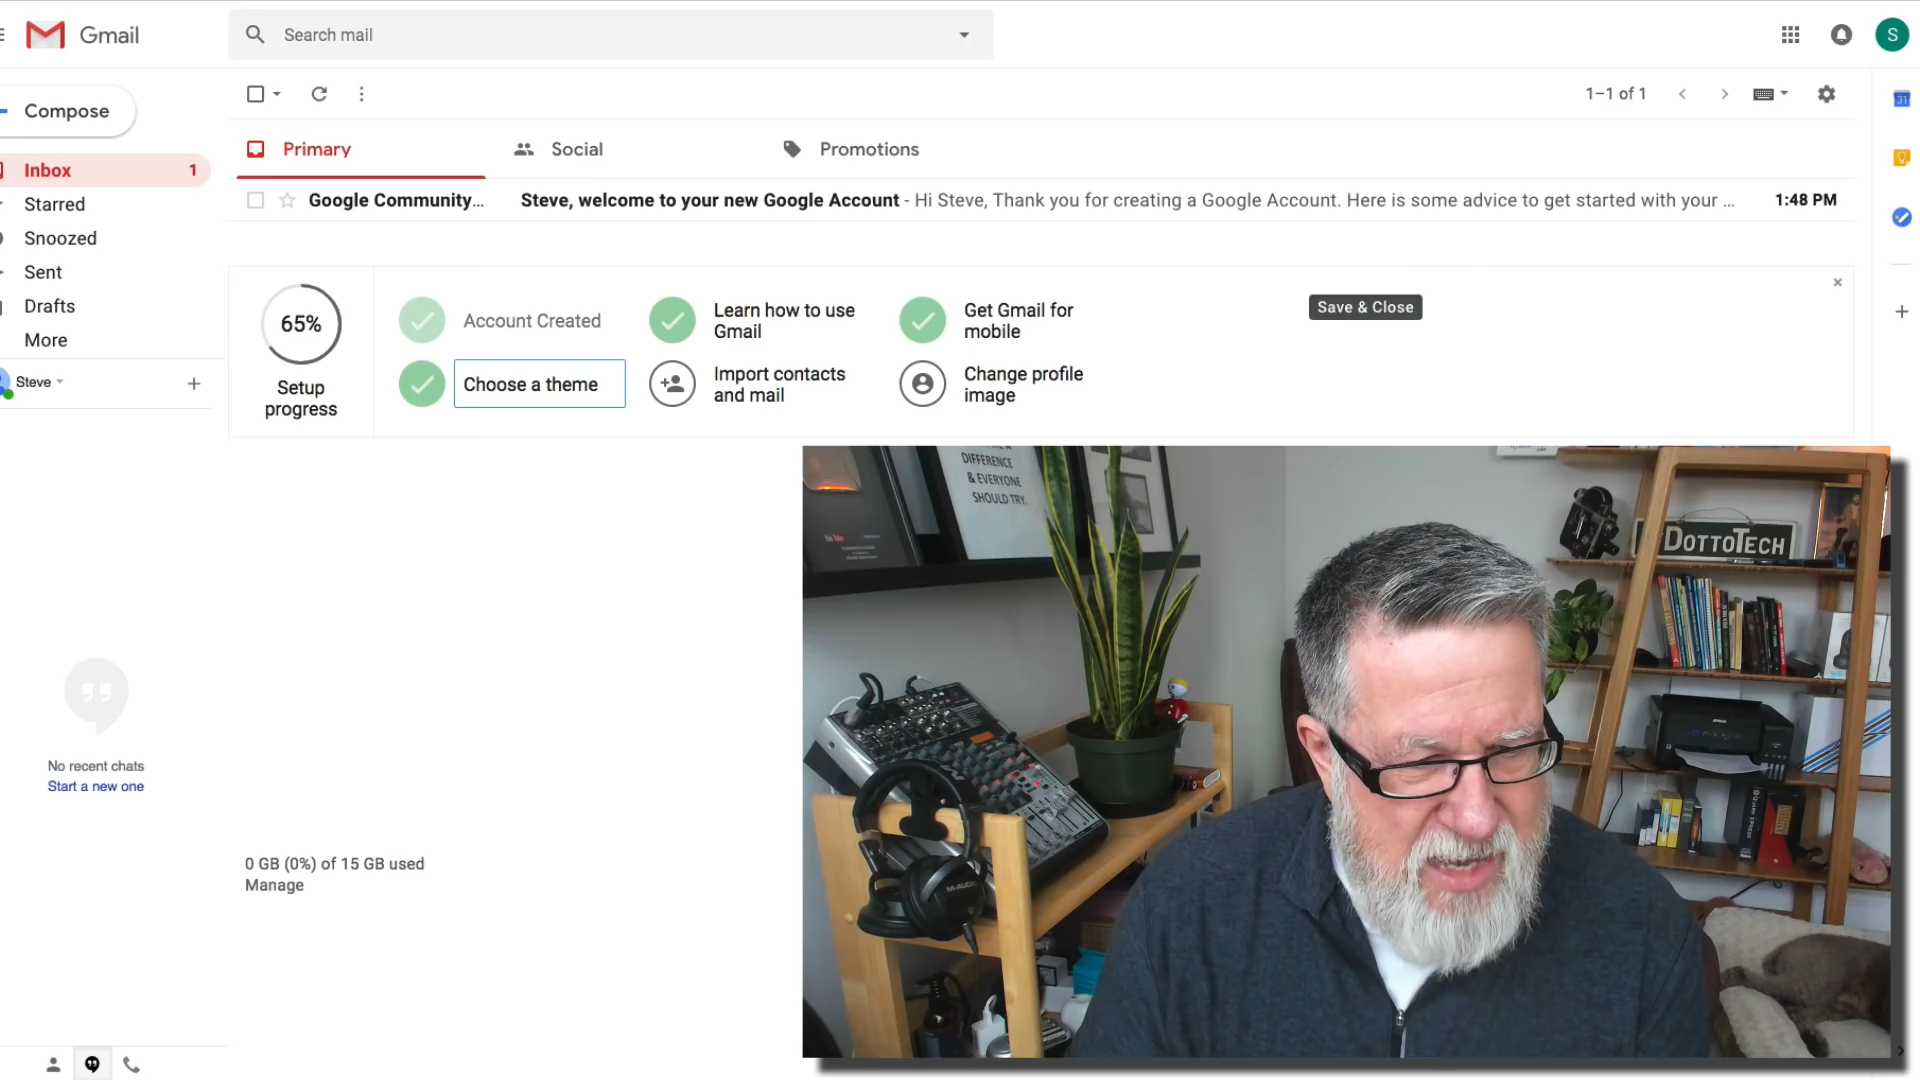 Gmail
Search mail
S
Compose
1–1 of 1
31
Primary
Social
Promotions
Inbox 1
Google Community... Steve, welcome to your new Google Account - Hi Steve, Thank you for creating a Google Account. Here is some advice to get started with your ... 1:48 PM
Starred
Snoozed
Sent
Drafts
More
Steve
65%
Setup
progress
Account Created
Learn how to use
Gmail
Get Gmail for
mobile
Save & Close
Choose a theme
Import contacts
and mail
Change profile
image
DIFFERENCE
& EVERYONE
SHOULD TRY.
YouTube
DOTTOTECH
EPSON
M-AUDIO
No recent chats
Start a new one
0 GB (0%) of 15 GB used
Manage